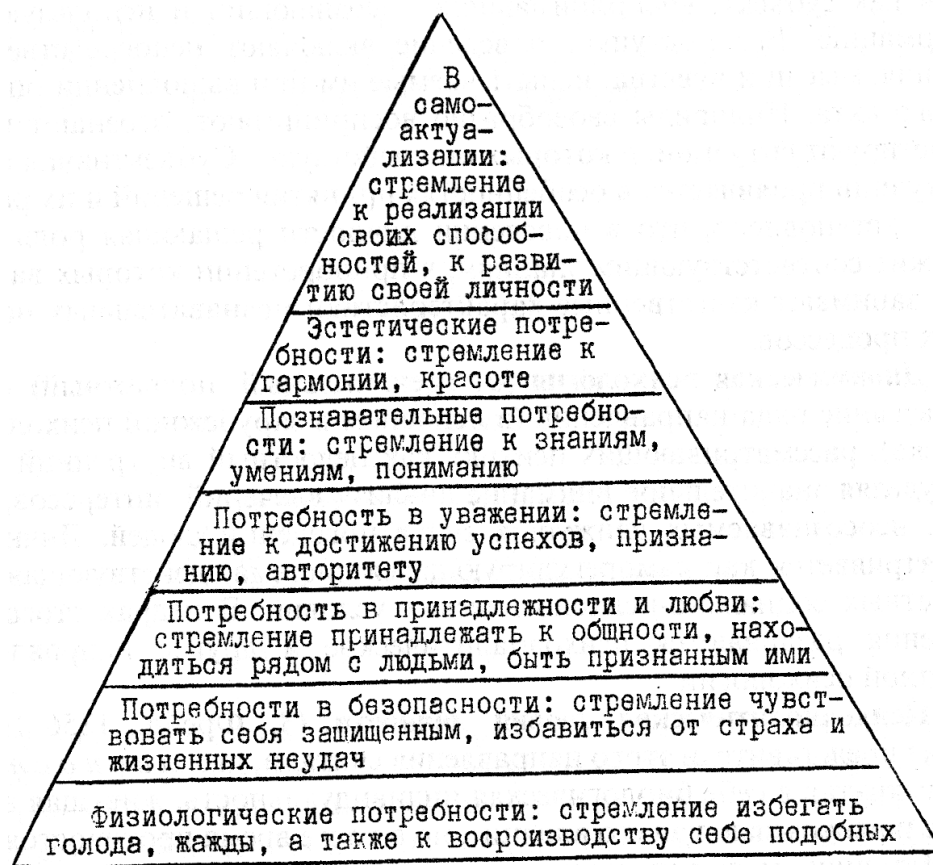 В
само-
актуа-
лизации:
стремление
к реализации
своих способ-
ностей, к разви-
тию своей личности
Эстетические потре-
бности: стремление к
гармонии, красоте
Познавательные потребно-
сти: стремление к знаниям,
умениям, пониманию
Потребность в уважении: стремле-
ние к достижению успехов, призна-
нию, авторитету
Потребность в принадлежности и любви:
стремление принадлежать к общности, нахо-
диться рядом с людьми, быть признанным ими
Потребности в безопасности: стремление чувст-
вовать себя защищенным, избавиться от страха и
жизненных неудач
Физиологические потребности: стремление избегать
голода, жажды, а также к восроизводству себе подобных